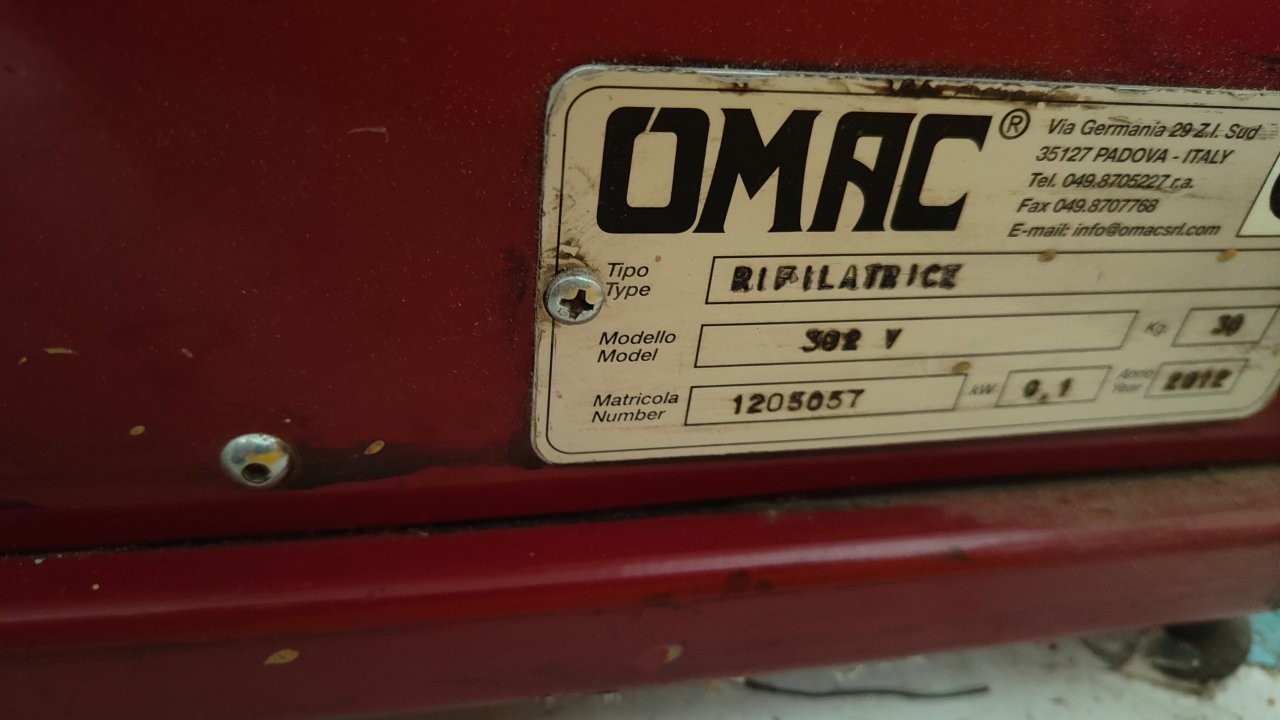 OMAC ®
Via Germania 29 Z.I. Sud
35127 PADOVA - ITALY
Tel. 049.8705227 r.a.
Fax 049.8707768
E-mail: info@omacsrl.com
Tipo
Type
RIFILATRICE
Modello
Model
302 V
Kg. 30
Matricola
Number
1205057
kW 0,1
Anno
Year
2012